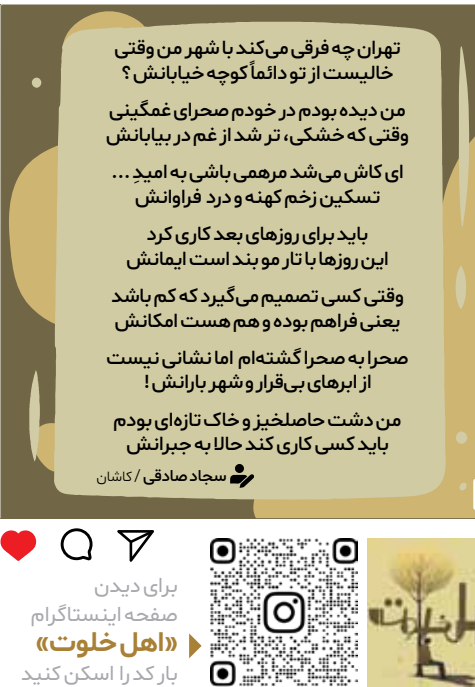 تهران چه فرقی می‌کند با شهر من وقتی
خالیست از تو دائماً کوچه خیابانش ؟
من دیده بودم در خودم صحرای غمگینی
وقتی که خشکی، تر شد از غم در بیابانش
ای کاش می‌شد مرهمی باشی به امیدِ ...
تسکین زخم کهنه و درد فراوانش
باید برای روزهای بعد کاری کرد
این روزها با تار مو بند است ایمانش
وقتی کسی تصمیم می‌گیرد که کم باشد
یعنی فراهم بوده و هم هست امکانش
صحرا به صحرا گشته‌ام اما نشانی نیست
از ابرهای بی‌قرار و شهر بارانش !
من دشت حاصلخیز و خاک تازه‌ای بودم
باید کسی کاری کند حالا به جبرانش
سجاد صادقی / کاشان
برای دیدن
صفحه اینستاگرام
«اهل خلوت»
بار کد را اسکن کنید